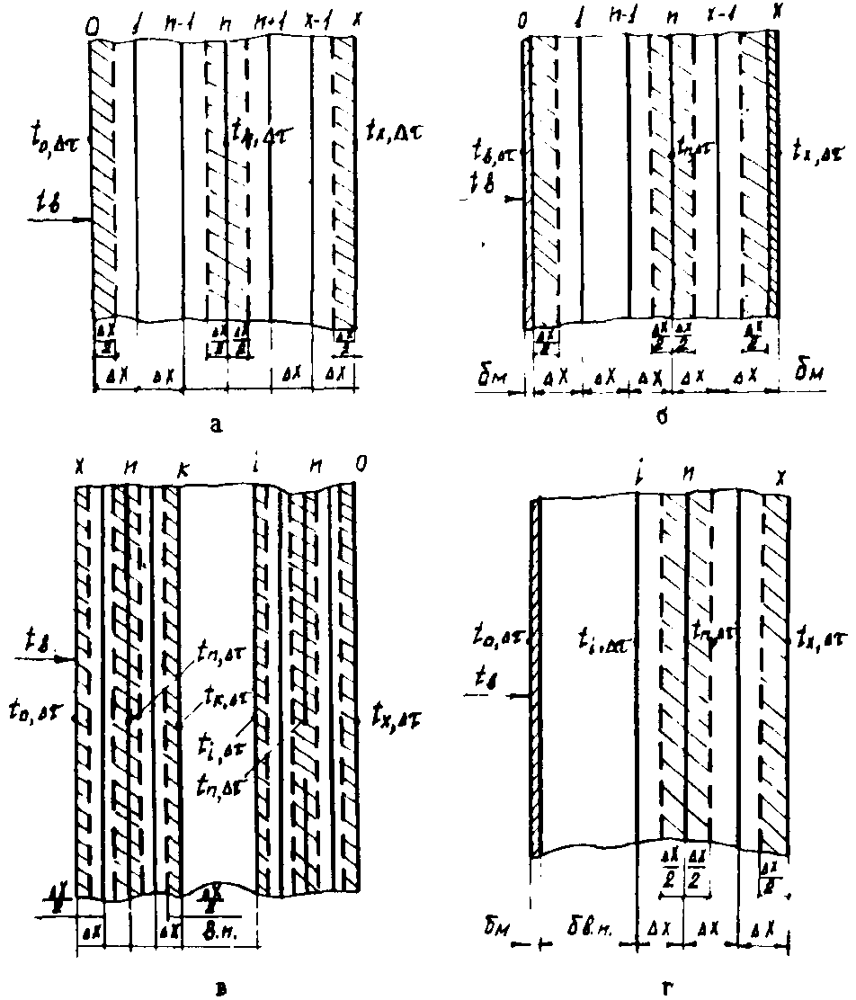 0 1 n-1 n n+1 x-1 x
t₀,Δτ tₙ,Δτ tₓ,Δτ
tв
Δx/2 Δx/2 Δx/2 Δx/2
Δx Δx Δx Δx
а
0 1 n-1 n x-1 x
tв,Δτ tₙ,Δτ tₓ,Δτ
tв
Δx/2 Δx/2 Δx/2 Δx/2
δм Δx Δx Δx Δx Δx δм
б
x n к i n 0
tв
tₙ,Δτ
tк,Δτ
t₀,Δτ tₓ,Δτ
tᵢ,Δτ
tₙ,Δτ
Δx/2 Δx/2
Δx Δx в.п.
в
i n x
t₀,Δτ tᵢ,Δτ tₙ,Δτ tₓ,Δτ
tв
Δx/2 Δx/2 Δx/2
δм δв.п. Δx Δx Δx
г